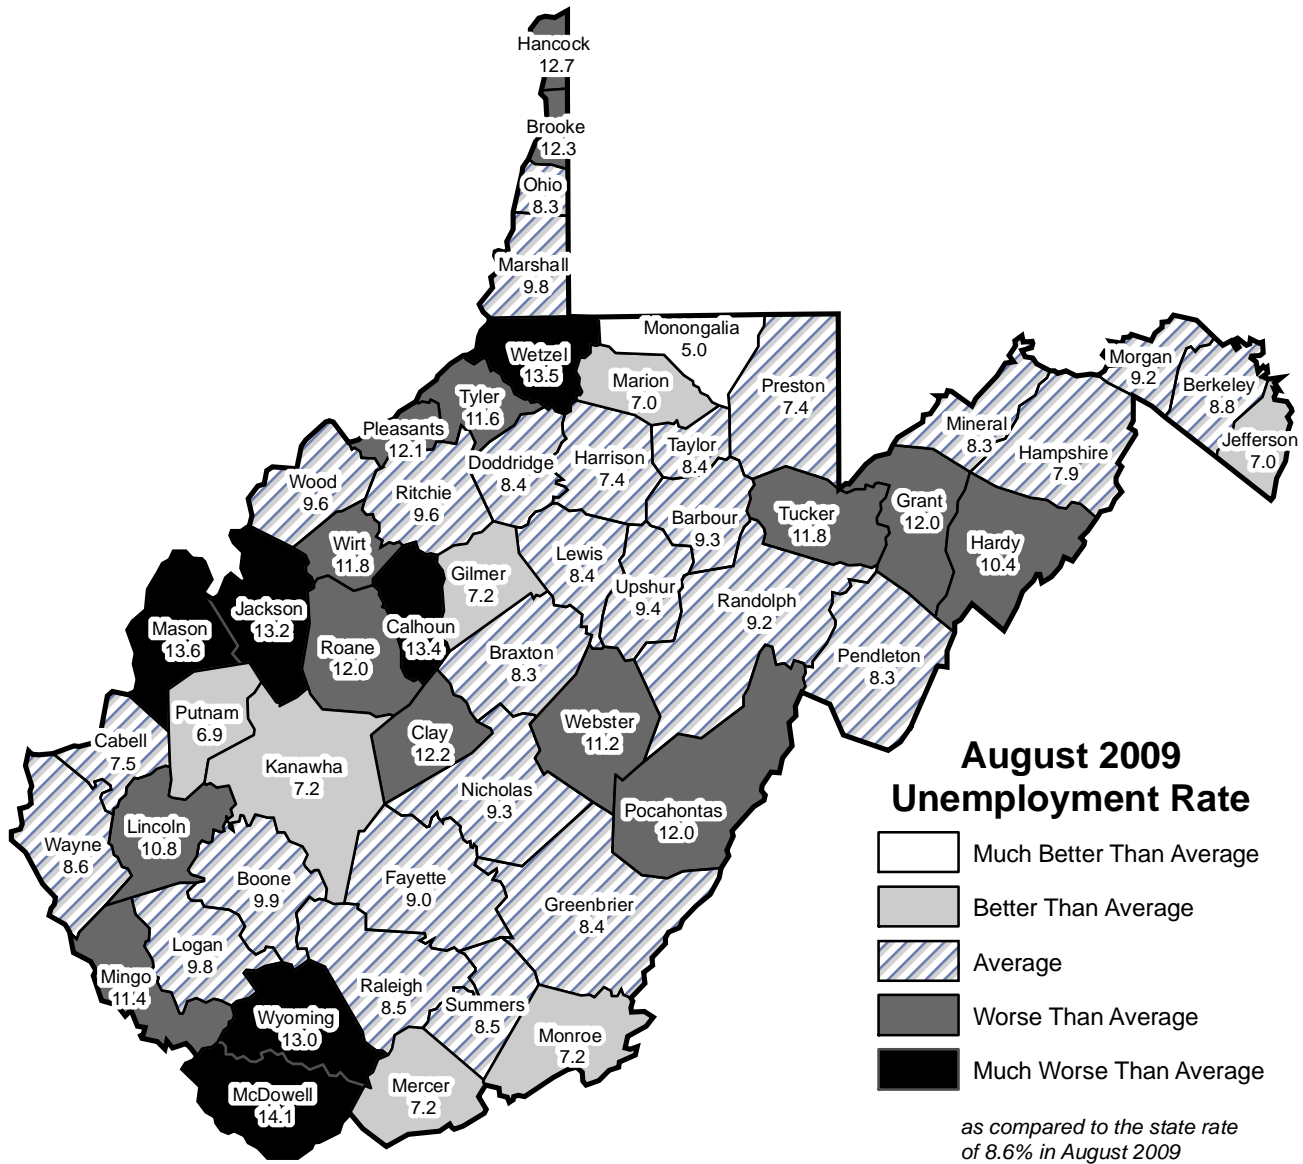 Hancock
12.7
Brooke
12.3
Ohio
8.3
Marshall
9.8
Wetzel
13.5
Monongalia
5.0
Marion
7.0
Preston
7.4
Tyler
11.6
Pleasants
12.1
Doddridge
8.4
Harrison
7.4
Taylor
8.4
Morgan
9.2
Berkeley
8.8
Jefferson
7.0
Mineral
8.3
Hampshire
7.9
Wood
9.6
Ritchie
9.6
Barbour
9.3
Tucker
11.8
Grant
12.0
Hardy
10.4
Wirt
11.8
Gilmer
7.2
Lewis
8.4
Upshur
9.4
Randolph
9.2
Mason
13.6
Jackson
13.2
Roane
12.0
Calhoun
13.4
Braxton
8.3
Pendleton
8.3
Putnam
6.9
Cabell
7.5
Kanawha
7.2
Clay
12.2
Webster
11.2
Nicholas
9.3
Pocahontas
12.0
Wayne
8.6
Lincoln
10.8
Boone
9.9
Fayette
9.0
Greenbrier
8.4
Logan
9.8
Mingo
11.4
Raleigh
8.5
Summers
8.5
Wyoming
13.0
Monroe
7.2
McDowell
14.1
Mercer
7.2
August 2009
Unemployment Rate
Much Better Than Average
Better Than Average
Average
Worse Than Average
Much Worse Than Average
as compared to the state rate
of 8.6% in August 2009